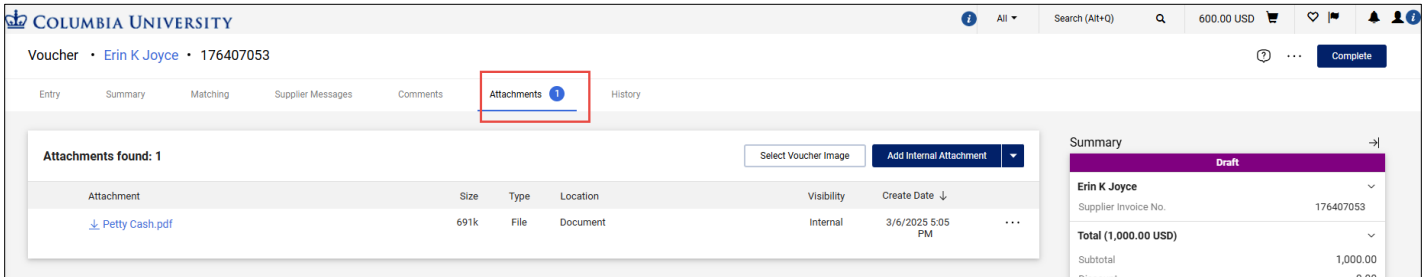 COLUMBIA UNIVERSITY
All
Search (Alt+Q)
600.00 USD
Voucher • Erin K Joyce • 176407053
Complete
Entry Summary Matching Supplier Messages Comments Attachments 1 History
Attachments found: 1
Select Voucher Image
Add Internal Attachment
Attachment Size Type Location Visibility Create Date
Petty Cash.pdf 691k File Document Internal 3/6/2025 5:05
PM
Summary
Draft
Erin K Joyce
Supplier Invoice No. 176407053
Total (1,000.00 USD)
Subtotal 1,000.00